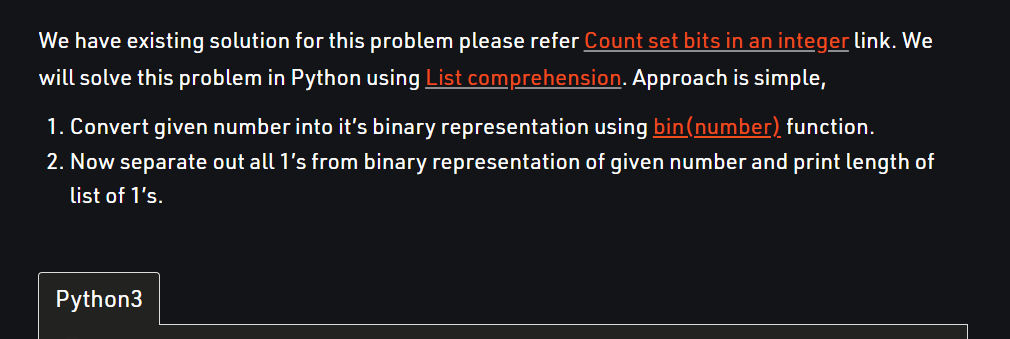 We have existing solution for this problem please refer Count set bits in an integer link. We
will solve this problem in Python using List comprehension. Approach is simple,
1. Convert given number into it’s binary representation using bin(number) function.
2. Now separate out all 1’s from binary representation of given number and print length of
list of 1’s.
Python3